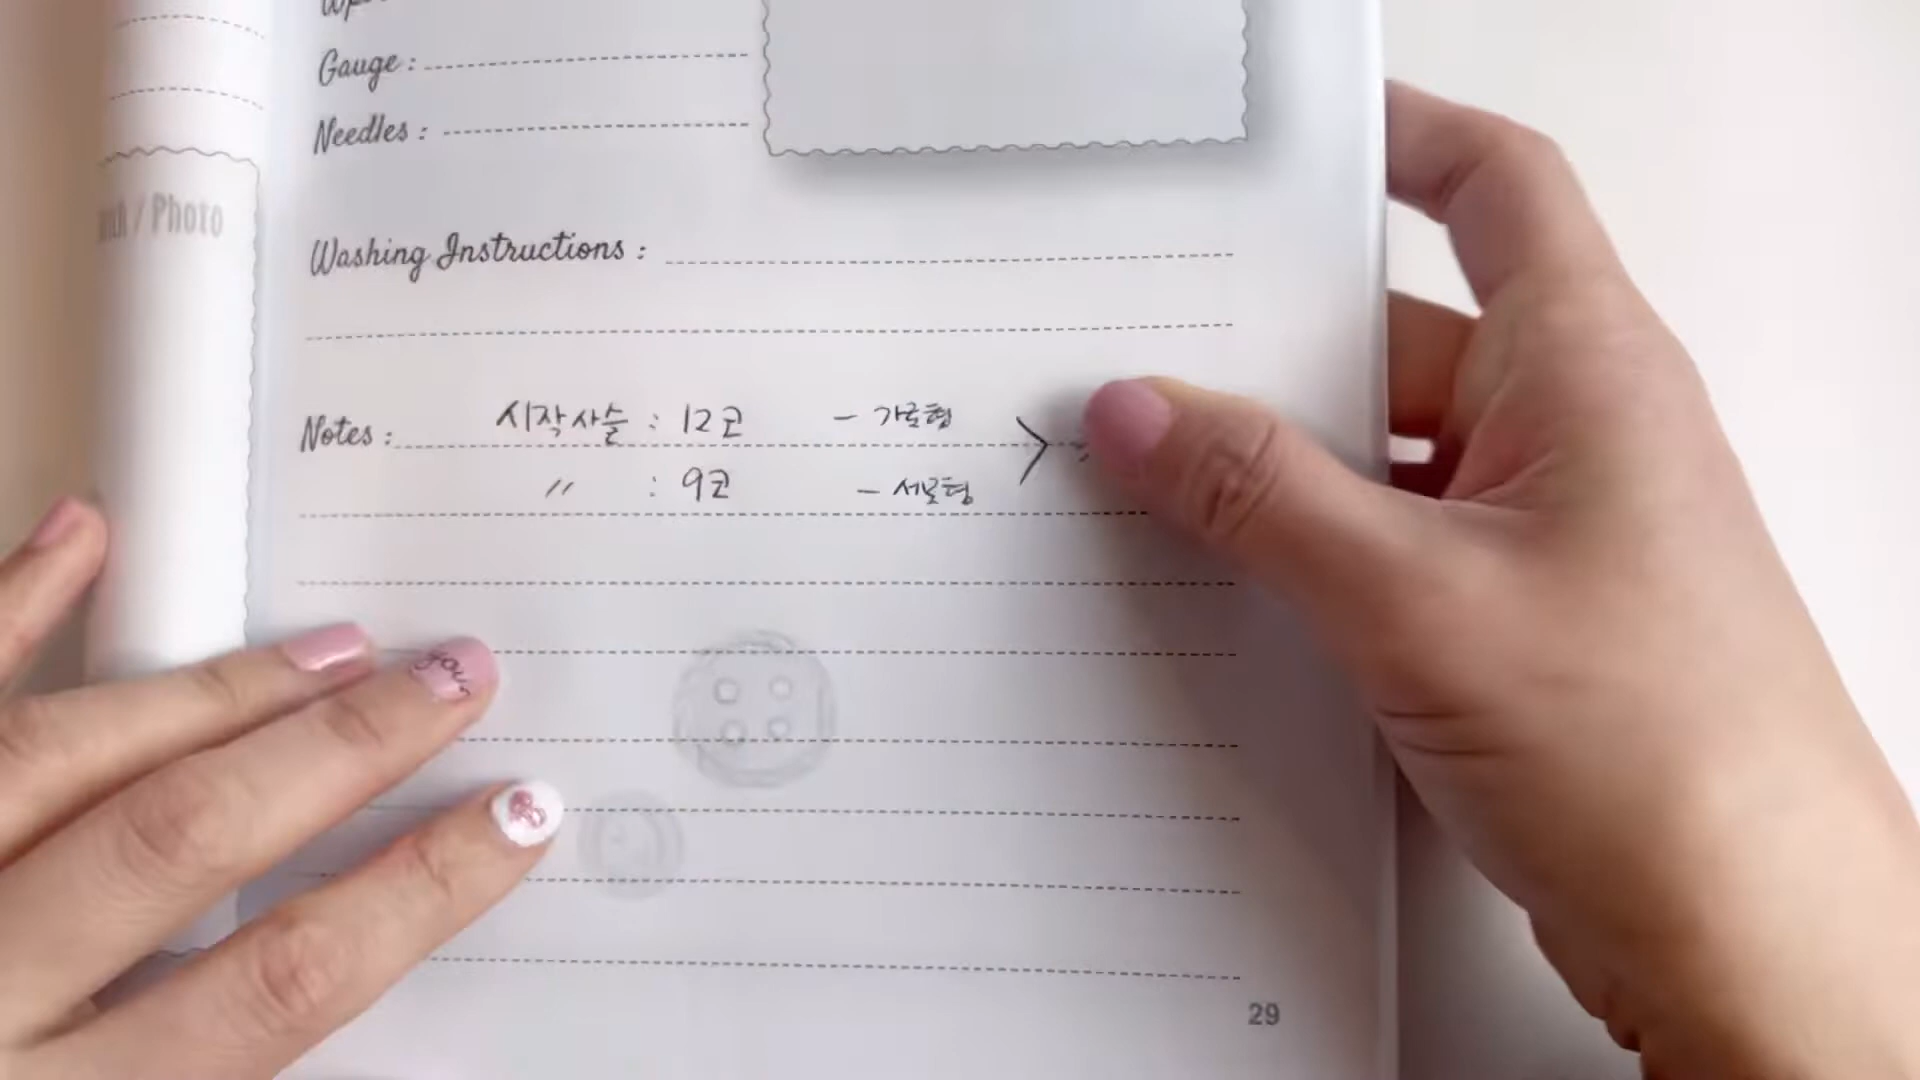 Gauge :
Needles :
/ Photo
Washing Instructions :
Notes : 시작사슬 : 12코 - 가로형
〃 : 9코 - 세로형
you
29